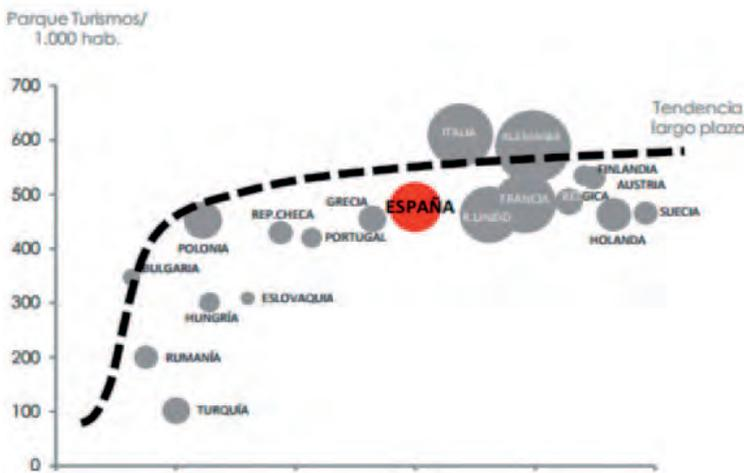 Parque Turismos/
1.000 hab.
700
600
500
400
300
200
100
0
Tendencia
largo plazo
ITALIA
ALEMANIA
FINLANDIA
AUSTRIA
GRECIA
ESPAÑA
R.UNIDO
FRANCIA
BÉLGICA
HOLANDA
SUECIA
REP.CHECA
PORTUGAL
POLONIA
BULGARIA
HUNGRÍA
ESLOVAQUIA
RUMANÍA
TURQUÍA